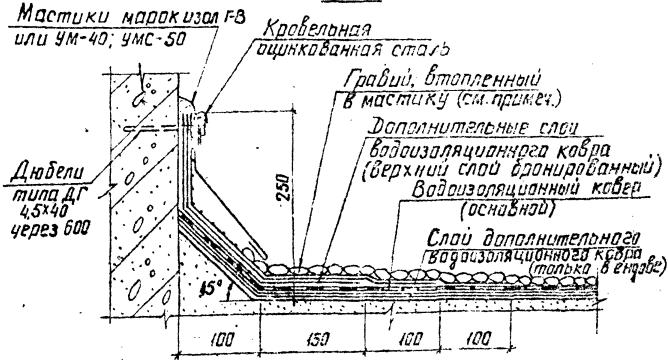 Мастики марок изол Г-В
или УМ-40; УМС-50
Кровельная
оцинкованная сталь
Гравий, втопленный
в мастику (см. примеч.)
Дополнительные слои
водоизоляционного ковра
(верхний слой бронированный)
Водоизоляционный ковер
(основной)
Слой дополнительного
водоизоляционного ковра
(только в ендове)
Дюбели
типа ДГ
4,5×40
через 600
250
45°
100
150
100
100